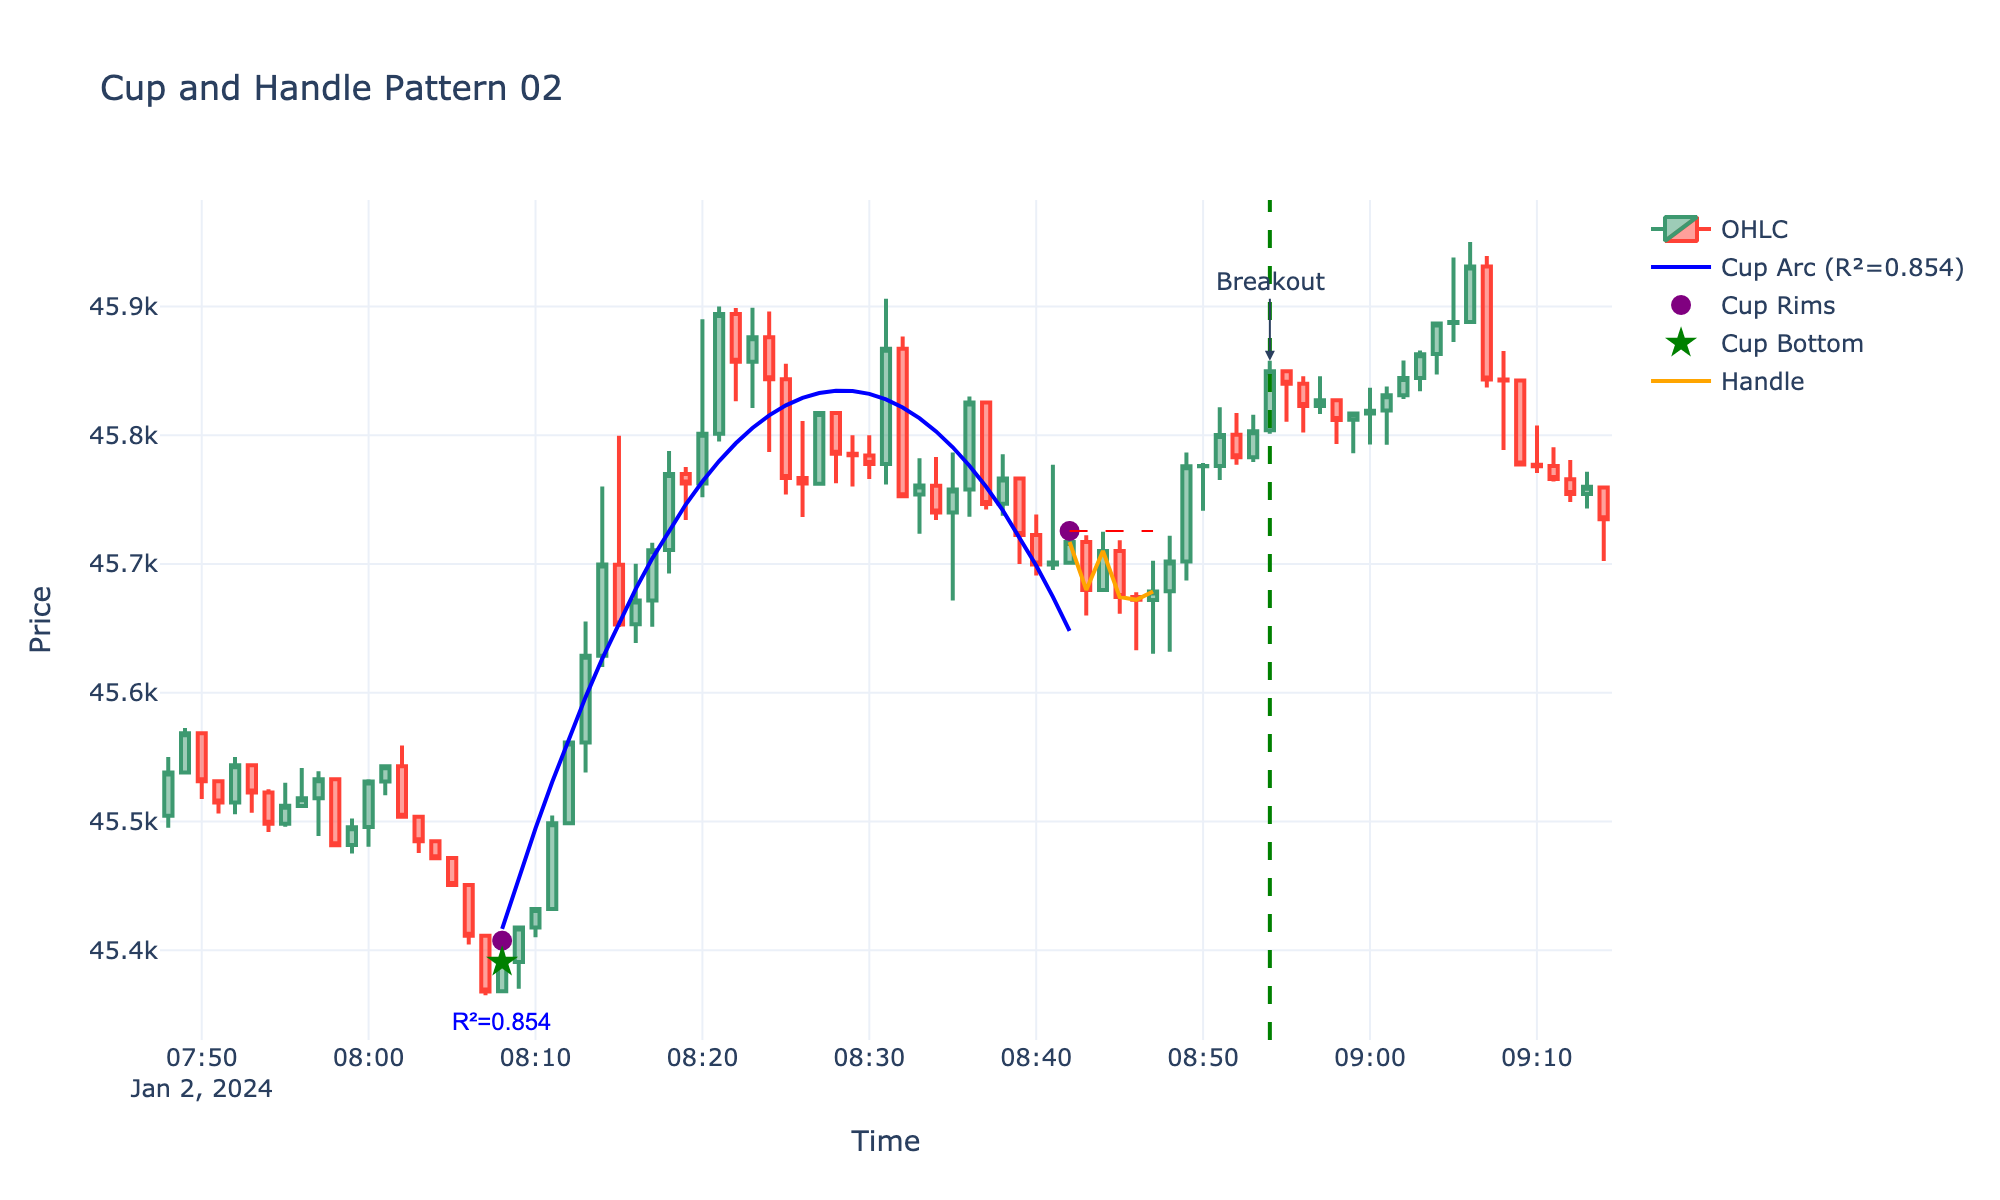 Cup and Handle Pattern 02
OHLC
Cup Arc (R²=0.854)
Cup Rims
Cup Bottom
Handle
Breakout
45.9k
45.8k
45.7k
45.6k
45.5k
45.4k
Price
R²=0.854
07:50 08:00 08:10 08:20 08:30 08:40 08:50 09:00 09:10
Jan 2, 2024
Time